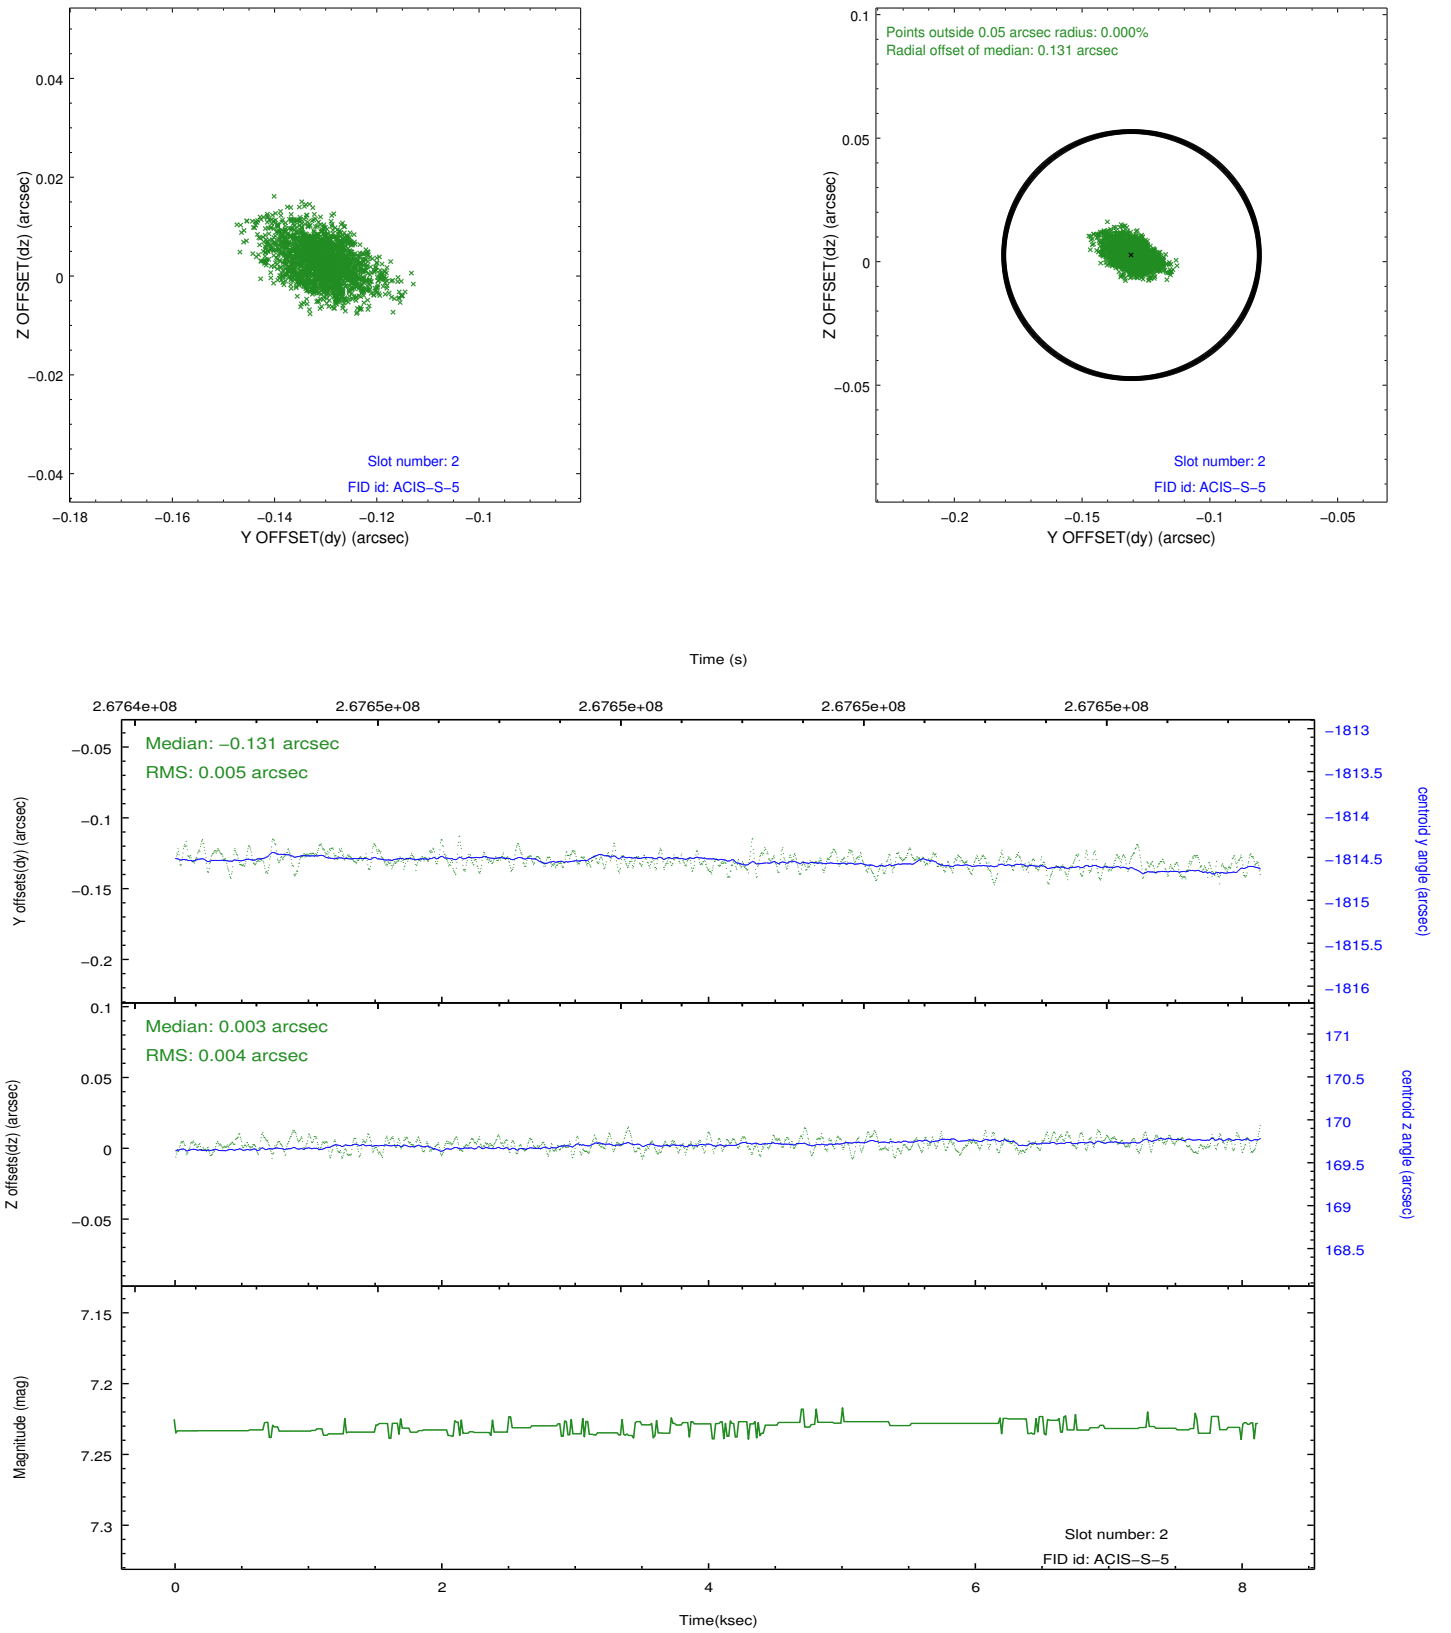 0.04
0.02
0
−0.02
−0.04
Z OFFSET(dz) (arcsec)
Slot number: 2
FID id: ACIS−S−5
−0.18 −0.16 −0.14 −0.12 −0.1
Y OFFSET(dy) (arcsec)
0.1
0.05
0
−0.05
Z OFFSET(dz) (arcsec)
Points outside 0.05 arcsec radius: 0.000%
Radial offset of median: 0.131 arcsec
Slot number: 2
FID id: ACIS−S−5
−0.2 −0.15 −0.1 −0.05
Y OFFSET(dy) (arcsec)
Time (s)
2.6764e+08 2.6765e+08 2.6765e+08 2.6765e+08 2.6765e+08
Y offsets(dy) (arcsec)
−0.05
−0.1
−0.15
−0.2
Median: −0.131 arcsec
RMS: 0.005 arcsec
−1813
−1813.5
−1814
−1814.5
−1815
−1815.5
−1816
centroid y angle (arcsec)
Z offsets(dz) (arcsec)
0.1
0.05
0
−0.05
Median: 0.003 arcsec
RMS: 0.004 arcsec
171
170.5
170
169.5
169
168.5
centroid z angle (arcsec)
Magnitude (mag)
7.15
7.2
7.25
7.3
Slot number: 2
FID id: ACIS−S−5
0 2 4 6 8
Time(ksec)